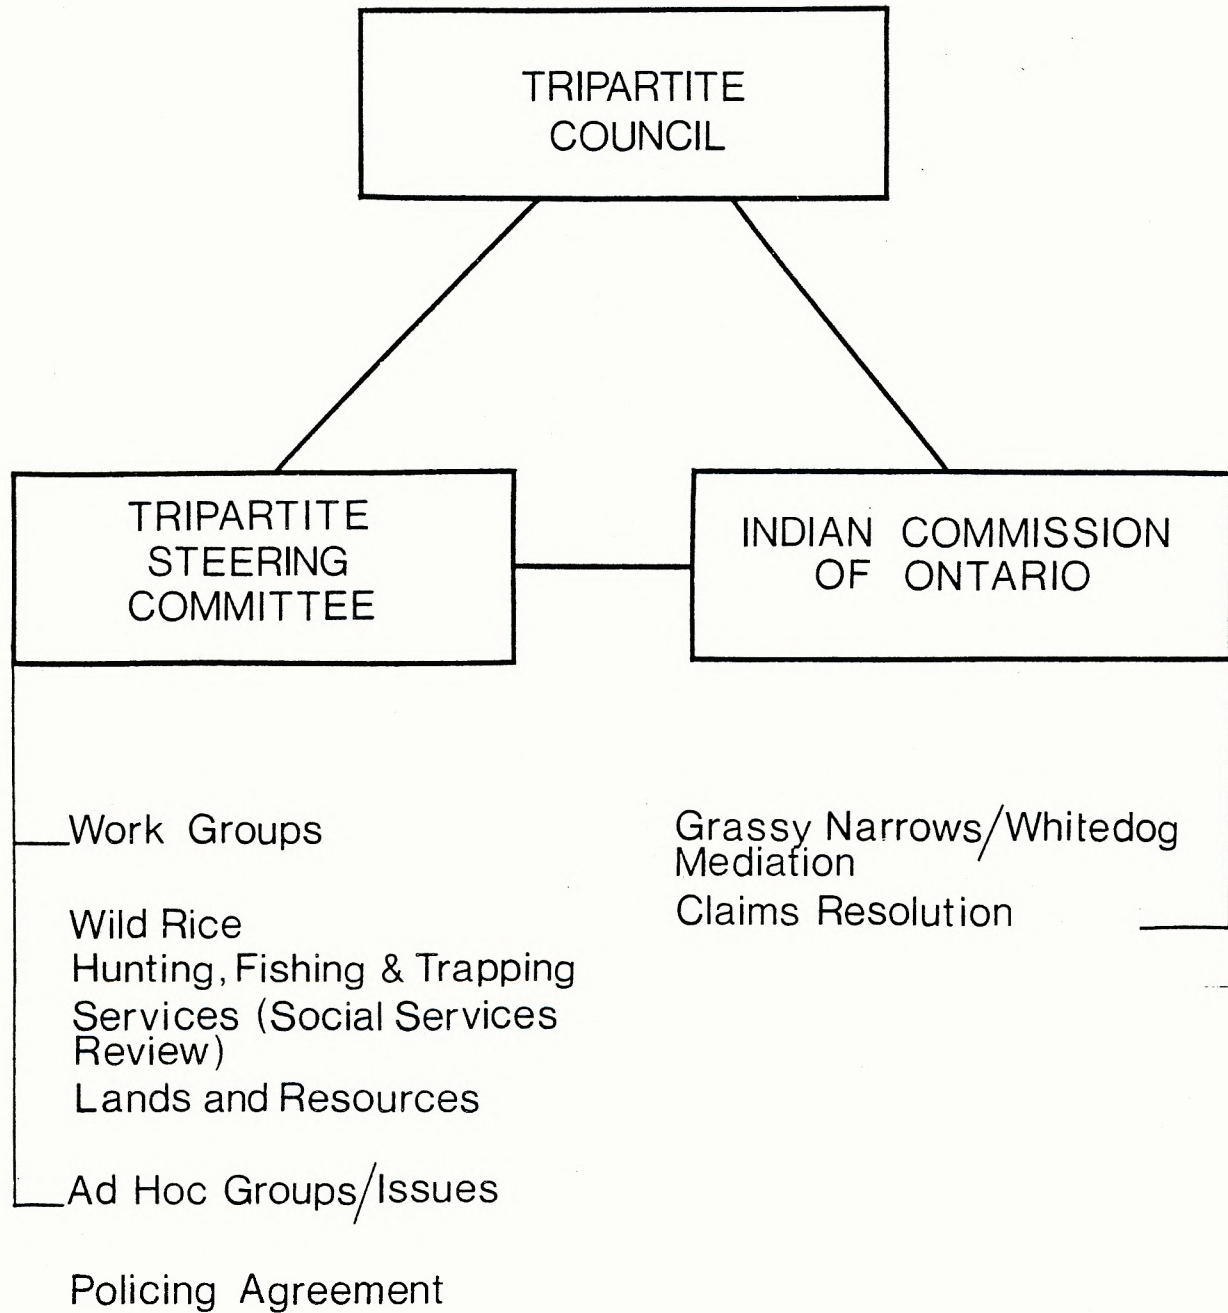 TRIPARTITE
COUNCIL
TRIPARTITE
STEERING
COMMITTEE
INDIAN COMMISSION
OF ONTARIO
Work Groups
Wild Rice
Hunting, Fishing & Trapping
Services (Social Services
Review)
Lands and Resources
Ad Hoc Groups/Issues
Policing Agreement
Grassy Narrows/Whitedog
Mediation
Claims Resolution